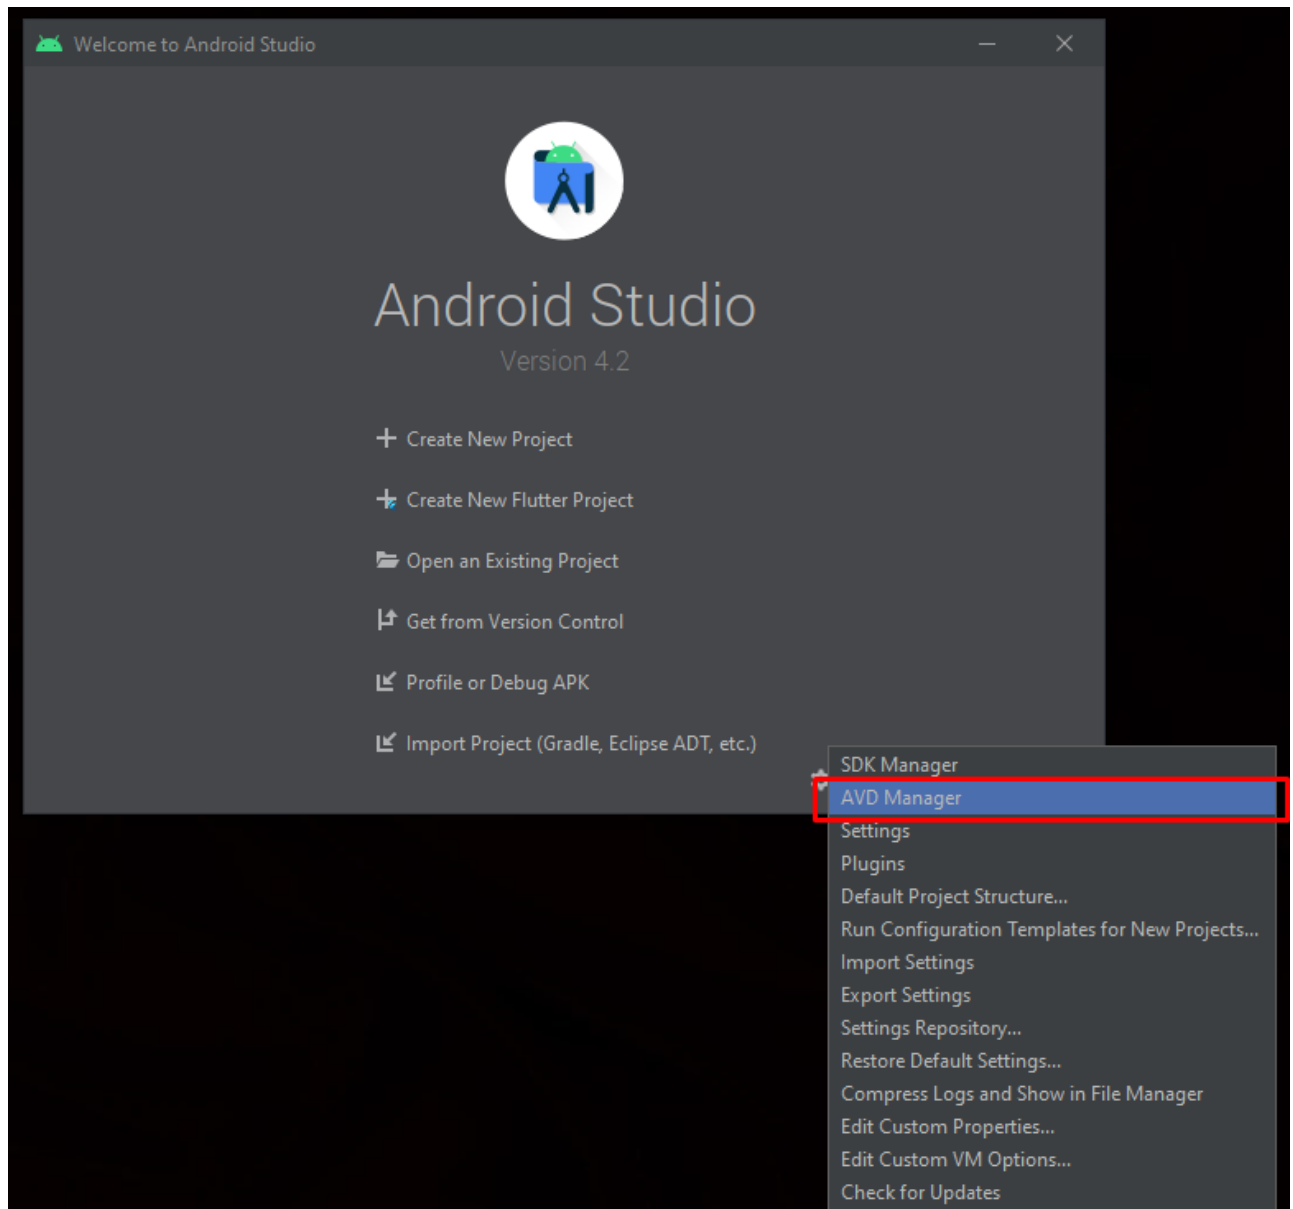 Welcome to Android Studio
Android Studio
Version 4.2
Create New Project
Create New Flutter Project
Open an Existing Project
Get from Version Control
Profile or Debug APK
Import Project (Gradle, Eclipse ADT, etc.)
SDK Manager
AVD Manager
Settings
Plugins
Default Project Structure...
Run Configuration Templates for New Projects...
Import Settings
Export Settings
Settings Repository...
Restore Default Settings...
Compress Logs and Show in File Manager
Edit Custom Properties...
Edit Custom VM Options...
Check for Updates